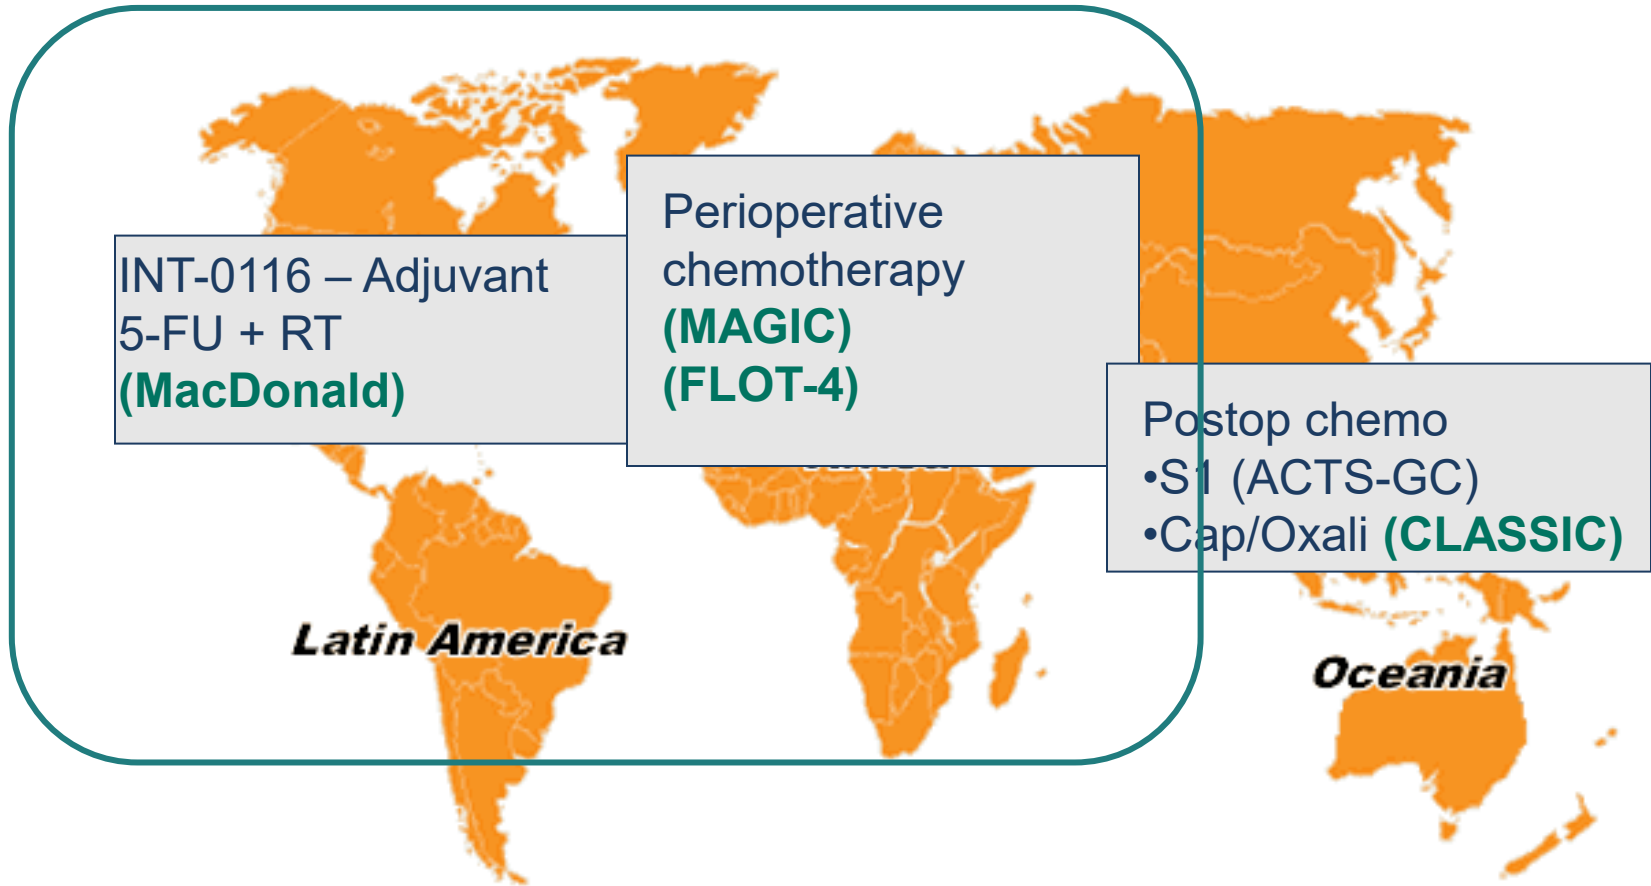 INT-0116 – Adjuvant
5-FU + RT
(MacDonald)
Perioperative
chemotherapy
(MAGIC)
(FLOT-4)
Postop chemo
•S1 (ACTS-GC)
•Cap/Oxali (CLASSIC)
Latin America
Oceania